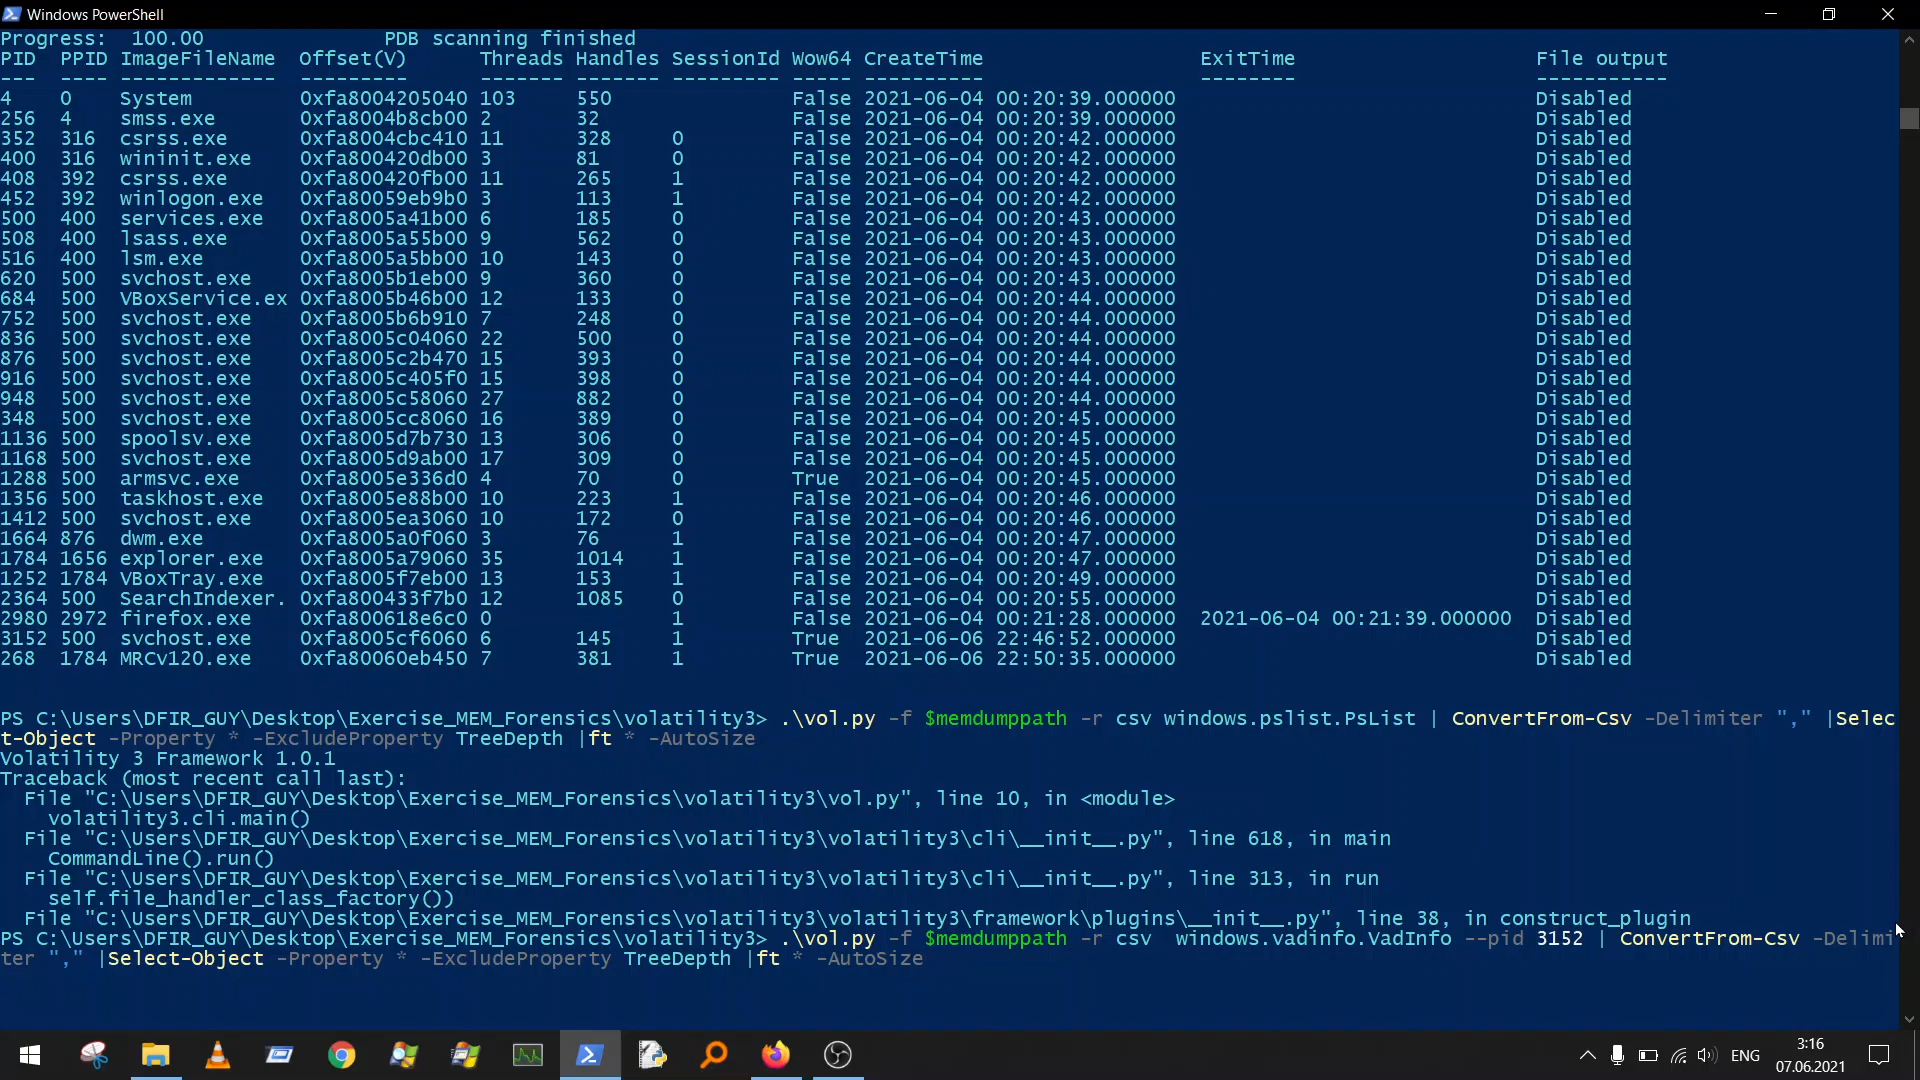 Windows PowerShell
Progress:  100.00               PDB scanning finished
PID  PPID ImageFileName  Offset(V)      Threads Handles SessionId Wow64 CreateTime                  ExitTime                    File output
---  ---- -------------  ---------      ------- ------- --------- ----- ----------                  --------                    -----------
4    0    System         0xfa8004205040 103     550               False 2021-06-04 00:20:39.000000                              Disabled
256  4    smss.exe       0xfa8004b8cb00 2       32                False 2021-06-04 00:20:39.000000                              Disabled
352  316  csrss.exe      0xfa8004cbc410 11      328     0         False 2021-06-04 00:20:42.000000                              Disabled
400  316  wininit.exe    0xfa800420db00 3       81      0         False 2021-06-04 00:20:42.000000                              Disabled
408  392  csrss.exe      0xfa800420fb00 11      265     1         False 2021-06-04 00:20:42.000000                              Disabled
452  392  winlogon.exe   0xfa80059eb9b0 3       113     1         False 2021-06-04 00:20:42.000000                              Disabled
500  400  services.exe   0xfa8005a41b00 6       185     0         False 2021-06-04 00:20:43.000000                              Disabled
508  400  lsass.exe      0xfa8005a55b00 9       562     0         False 2021-06-04 00:20:43.000000                              Disabled
516  400  lsm.exe        0xfa8005a5bb00 10      143     0         False 2021-06-04 00:20:43.000000                              Disabled
620  500  svchost.exe    0xfa8005b1eb00 9       360     0         False 2021-06-04 00:20:43.000000                              Disabled
684  500  VBoxService.ex 0xfa8005b46b00 12      133     0         False 2021-06-04 00:20:44.000000                              Disabled
752  500  svchost.exe    0xfa8005b6b910 7       248     0         False 2021-06-04 00:20:44.000000                              Disabled
836  500  svchost.exe    0xfa8005c04060 22      500     0         False 2021-06-04 00:20:44.000000                              Disabled
876  500  svchost.exe    0xfa8005c2b470 15      393     0         False 2021-06-04 00:20:44.000000                              Disabled
916  500  svchost.exe    0xfa8005c405f0 15      398     0         False 2021-06-04 00:20:44.000000                              Disabled
948  500  svchost.exe    0xfa8005c58060 27      882     0         False 2021-06-04 00:20:44.000000                              Disabled
348  500  svchost.exe    0xfa8005cc8060 16      389     0         False 2021-06-04 00:20:45.000000                              Disabled
1136 500  spoolsv.exe    0xfa8005d7b730 13      306     0         False 2021-06-04 00:20:45.000000                              Disabled
1168 500  svchost.exe    0xfa8005d9ab00 17      309     0         False 2021-06-04 00:20:45.000000                              Disabled
1288 500  armsvc.exe     0xfa8005e336d0 4       70      0         True  2021-06-04 00:20:45.000000                              Disabled
1356 500  taskhost.exe   0xfa8005e88b00 10      223     1         False 2021-06-04 00:20:46.000000                              Disabled
1412 500  svchost.exe    0xfa8005ea3060 10      172     0         False 2021-06-04 00:20:46.000000                              Disabled
1664 876  dwm.exe        0xfa8005a0f060 3       76      1         False 2021-06-04 00:20:47.000000                              Disabled
1784 1656 explorer.exe   0xfa8005a79060 35      1014    1         False 2021-06-04 00:20:47.000000                              Disabled
1252 1784 VBoxTray.exe   0xfa8005f7eb00 13      153     1         False 2021-06-04 00:20:49.000000                              Disabled
2364 500  SearchIndexer. 0xfa800433f7b0 12      1085    0         False 2021-06-04 00:20:55.000000                              Disabled
2980 2972 firefox.exe    0xfa800618e6c0 0               1         False 2021-06-04 00:21:28.000000  2021-06-04 00:21:39.000000  Disabled
3152 500  svchost.exe    0xfa8005cf6060 6       145     1         True  2021-06-06 22:46:52.000000                              Disabled
268  1784 MRCv120.exe    0xfa80060eb450 7       381     1         True  2021-06-06 22:50:35.000000                              Disabled
PS C:\Users\DFIR_GUY\Desktop\Exercise_MEM_Forensics\volatility3> .\vol.py -f $memdumppath -r csv windows.pslist.PsList | ConvertFrom-Csv -Delimiter "," |Selec
t-Object -Property * -ExcludeProperty TreeDepth |ft * -AutoSize
Volatility 3 Framework 1.0.1
Traceback (most recent call last):
  File "C:\Users\DFIR_GUY\Desktop\Exercise_MEM_Forensics\volatility3\vol.py", line 10, in <module>
    volatility3.cli.main()
  File "C:\Users\DFIR_GUY\Desktop\Exercise_MEM_Forensics\volatility3\volatility3\cli\__init__.py", line 618, in main
    CommandLine().run()
  File "C:\Users\DFIR_GUY\Desktop\Exercise_MEM_Forensics\volatility3\volatility3\cli\__init__.py", line 313, in run
    self.file_handler_class_factory())
  File "C:\Users\DFIR_GUY\Desktop\Exercise_MEM_Forensics\volatility3\volatility3\framework\plugins\__init__.py", line 38, in construct_plugin
PS C:\Users\DFIR_GUY\Desktop\Exercise_MEM_Forensics\volatility3> .\vol.py -f $memdumppath -r csv  windows.vadinfo.VadInfo --pid 3152 | ConvertFrom-Csv -Delimi
ter "," |Select-Object -Property * -ExcludeProperty TreeDepth |ft * -AutoSize
ENG
3:16
07.06.2021